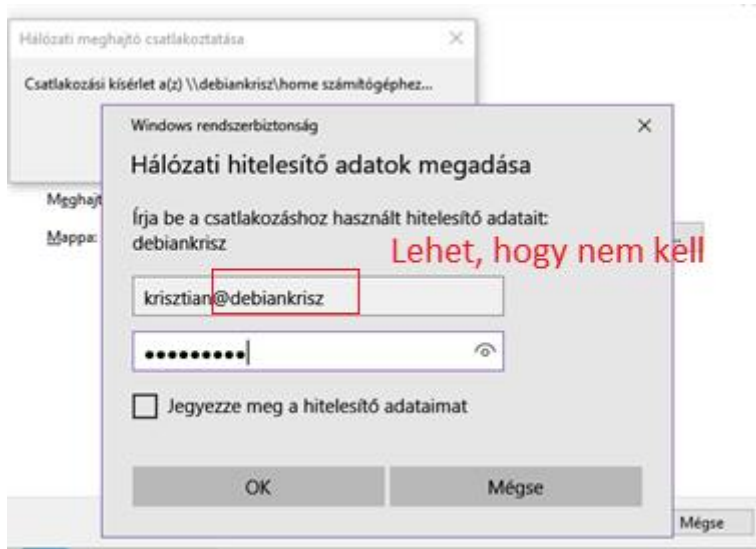 Hálózati meghajtó csatlakoztatása
Csatlakozási kísérlet a(z) \\debiankrisz\home számítógéphez...
Windows rendszerbiztonság
Hálózati hitelesítő adatok megadása
Meghajt
Írja be a csatlakozáshoz használt hitelesítő adatait:
debiankrisz
Mappa:
Lehet, hogy nem kell
krisztian@debiankrisz
●●●●●●●●●
Jegyezze meg a hitelesítő adataimat
OK
Mégse
Mégse